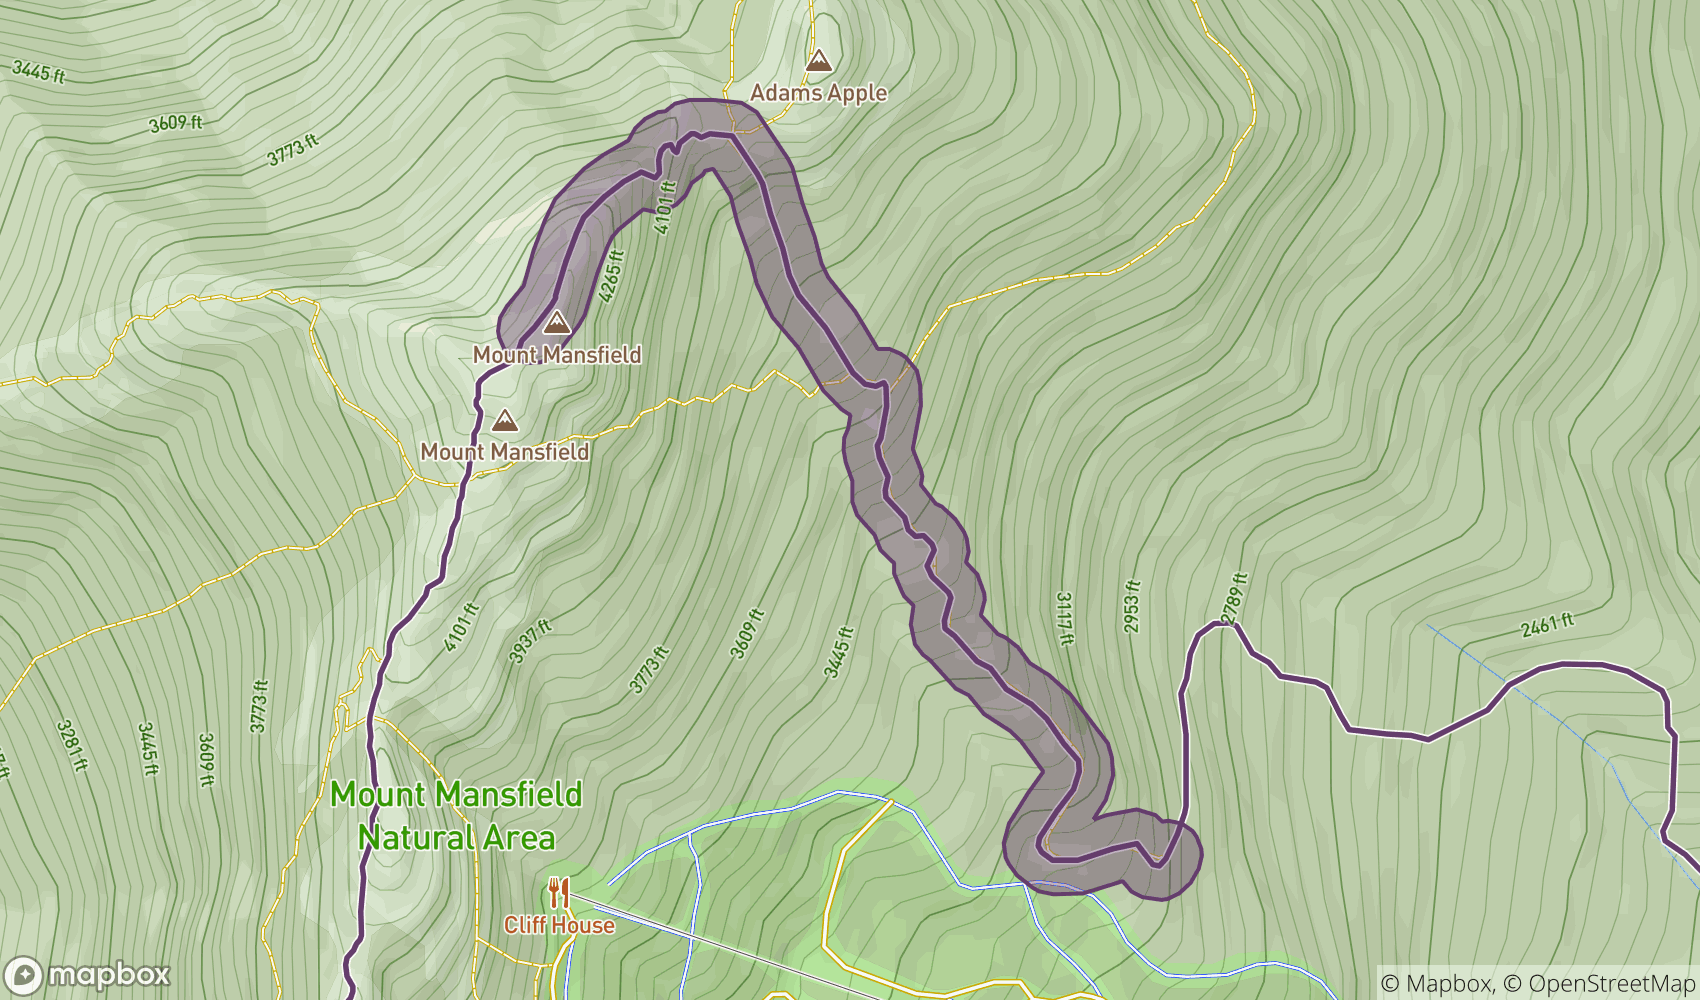 Adams Apple
3445 ft
3609 ft
3773 ft
4101 ft
4265 ft
Mount Mansfield
Mount Mansfield
4101 ft
3937 ft
3773 ft
3609 ft
3445 ft
3117 ft
2953 ft
2789 ft
2461 ft
3281 ft
3445 ft
3609 ft
3773 ft
Mount Mansfield
Natural Area
Cliff House
mapbox
© Mapbox, © OpenStreetMap